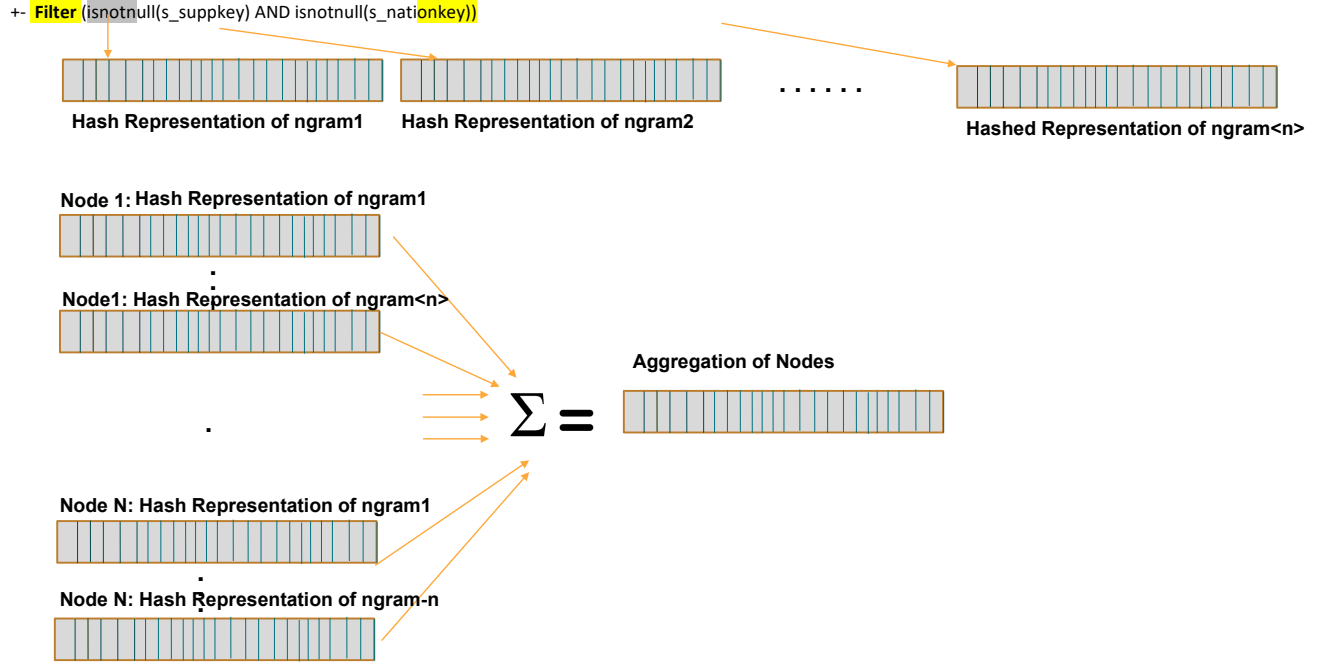 +- Filter (isnotnull(s_suppkey) AND isnotnull(s_nationkey))
. . . . . .
Hash Representation of ngram1
Hash Representation of ngram2
Hashed Representation of ngram<n>
Node 1: Hash Representation of ngram1
.
.
Node1: Hash Representation of ngram<n>
Aggregation of Nodes
Σ =
.
Node N: Hash Representation of ngram1
.
.
Node N: Hash Representation of ngram-n